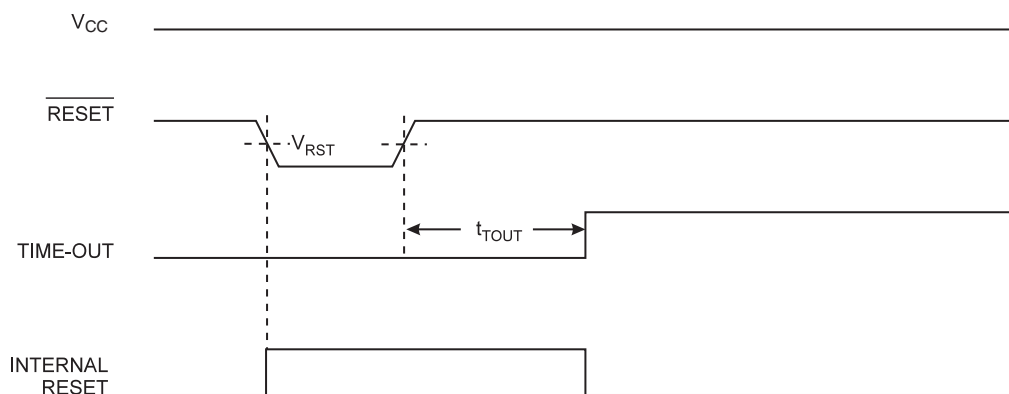 VCC
RESET
VRST
tTOUT
TIME-OUT
INTERNAL
RESET